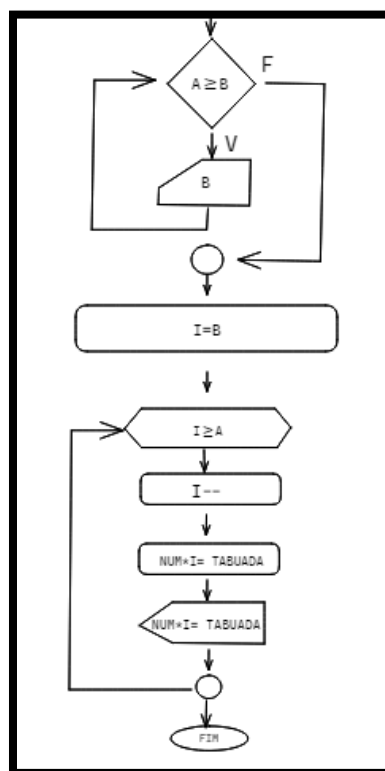 F
A≥B
V
B
I=B
I≥A
I--
NUM*I= TABUADA
NUM*I= TABUADA
FIM